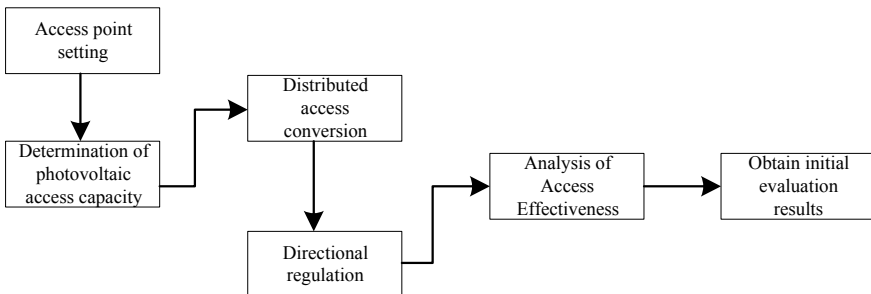 Access point
setting
Determination of
photovoltaic
access capacity
Distributed
access
conversion
Directional
regulation
Analysis of
Access
Effectiveness
Obtain initial
evaluation
results